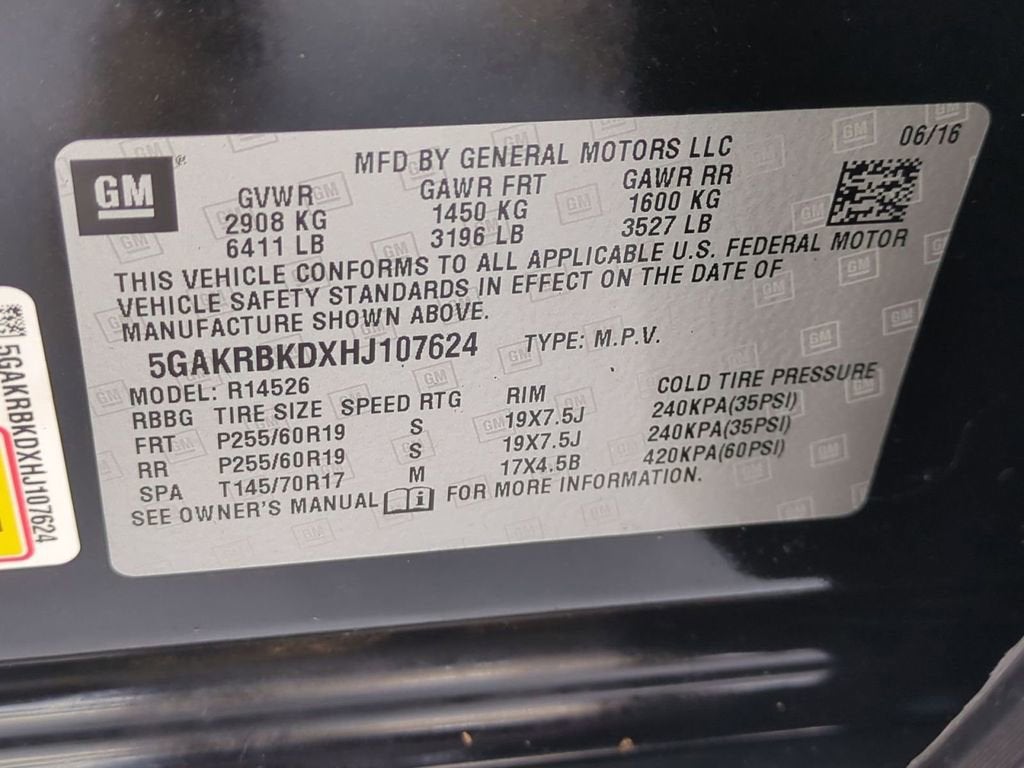 GM
MFD BY GENERAL MOTORS LLC
06/16
GVWR GAWR FRT GAWR RR
2908 KG 1450 KG 1600 KG
6411 LB 3196 LB 3527 LB
THIS VEHICLE CONFORMS TO ALL APPLICABLE U.S. FEDERAL MOTOR
VEHICLE SAFETY STANDARDS IN EFFECT ON THE DATE OF
MANUFACTURE SHOWN ABOVE.
5GAKRBKDXHJ107624 TYPE: M.P.V.
MODEL: R14526
RBBG TIRE SIZE SPEED RTG RIM COLD TIRE PRESSURE
FRT P255/60R19 S 19X7.5J 240KPA(35PSI)
RR P255/60R19 S 19X7.5J 240KPA(35PSI)
SPA T145/70R17 M 17X4.5B 420KPA(60PSI)
SEE OWNER'S MANUAL FOR MORE INFORMATION.
5GAKRBKDXHJ107624